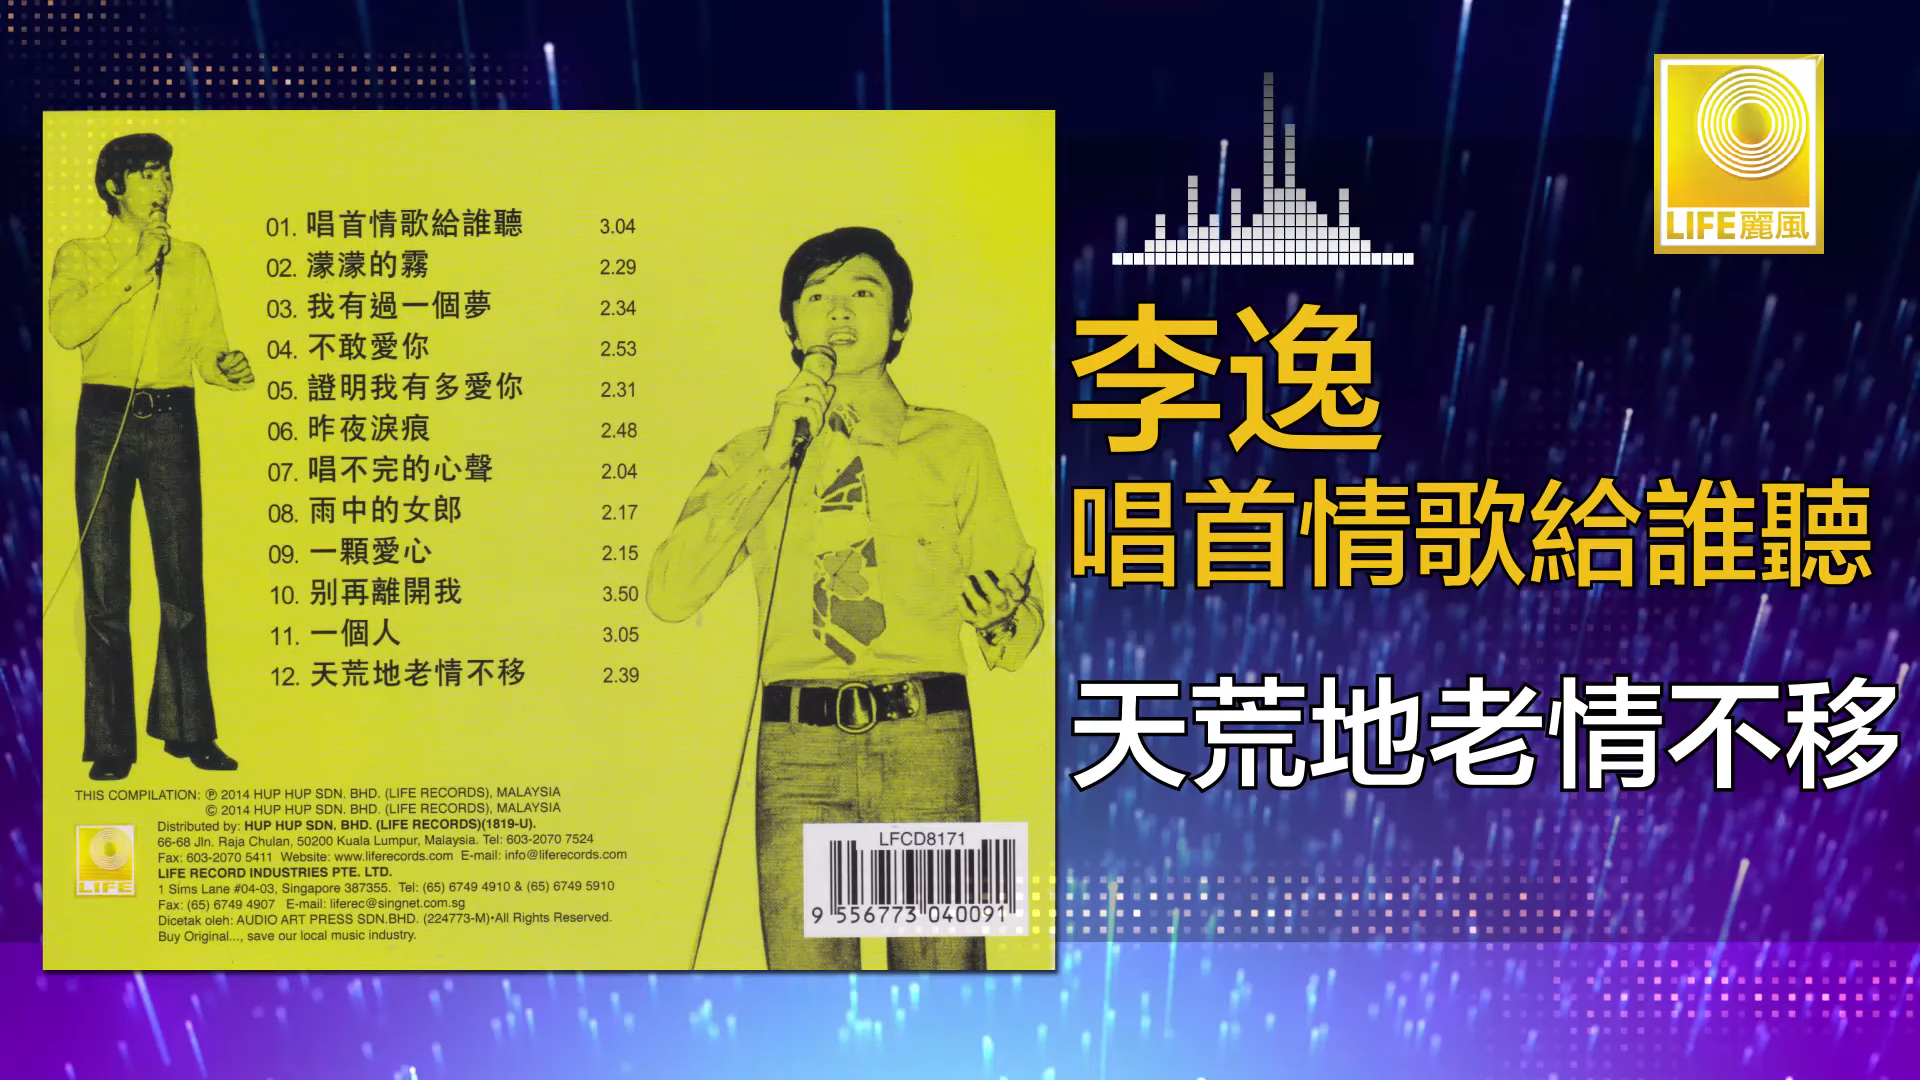 01. 唱首情歌給誰聽 3.04
02. 濛濛的霧 2.29
03. 我有過一個夢 2.34
04. 不敢愛你 2.53
05. 證明我有多愛你 2.31
06. 昨夜淚痕 2.48
07. 唱不完的心聲 2.04
08. 雨中的女郎 2.17
09. 一顆愛心 2.15
10. 别再離開我 3.50
11. 一個人 3.05
12. 天荒地老情不移 2.39
THIS COMPILATION: ℗ 2014 HUP HUP SDN. BHD. (LIFE RECORDS), MALAYSIA
© 2014 HUP HUP SDN. BHD. (LIFE RECORDS), MALAYSIA
Distributed by: HUP HUP SDN. BHD. (LIFE RECORDS)(1819-U).
66-68 Jln. Raja Chulan, 50200 Kuala Lumpur, Malaysia. Tel: 603-2070 7524
Fax: 603-2070 5411 Website: www.liferecords.com E-mail: info@liferecords.com
LIFE RECORD INDUSTRIES PTE. LTD.
1 Sims Lane #04-03, Singapore 387355. Tel: (65) 6749 4910 & (65) 6749 5910
Fax: (65) 6749 4907 E-mail: liferec@singnet.com.sg
Dicetak oleh: AUDIO ART PRESS SDN.BHD. (224773-M)•All Rights Reserved.
Buy Original..., save our local music industry.
LIFE
LFCD8171
9 556773 040091
LIFE麗風
李逸
唱首情歌給誰聽
天荒地老情不移